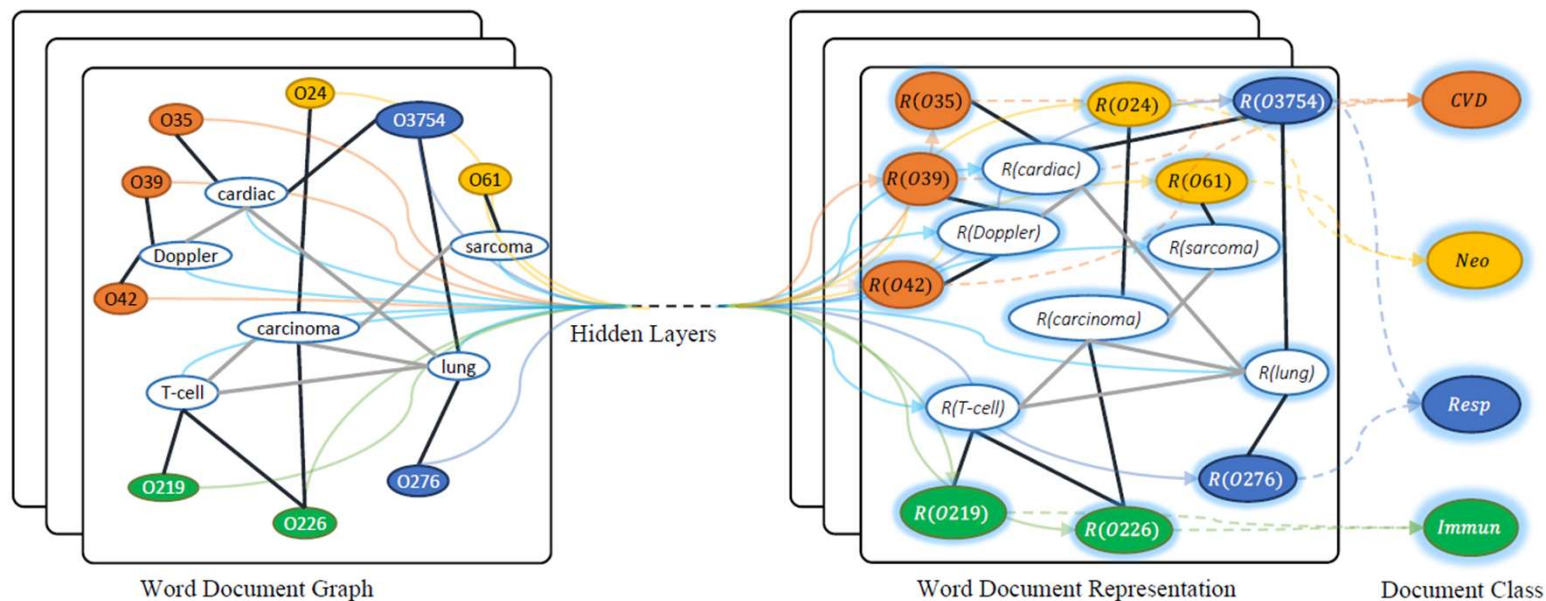 O24
O35
O3754
O39
cardiac
O61
Doppler
sarcoma
O42
carcinoma
lung
T-cell
O219
O276
O226
Word Document Graph
Hidden Layers
R(O35)
R(O24)
R(O3754)
R(cardiac)
R(O39)
R(O61)
R(Doppler)
R(sarcoma)
R(O42)
R(carcinoma)
R(lung)
R(T-cell)
R(O276)
R(O219)
R(O226)
Word Document Representation
CVD
Neo
Resp
Immun
Document Class